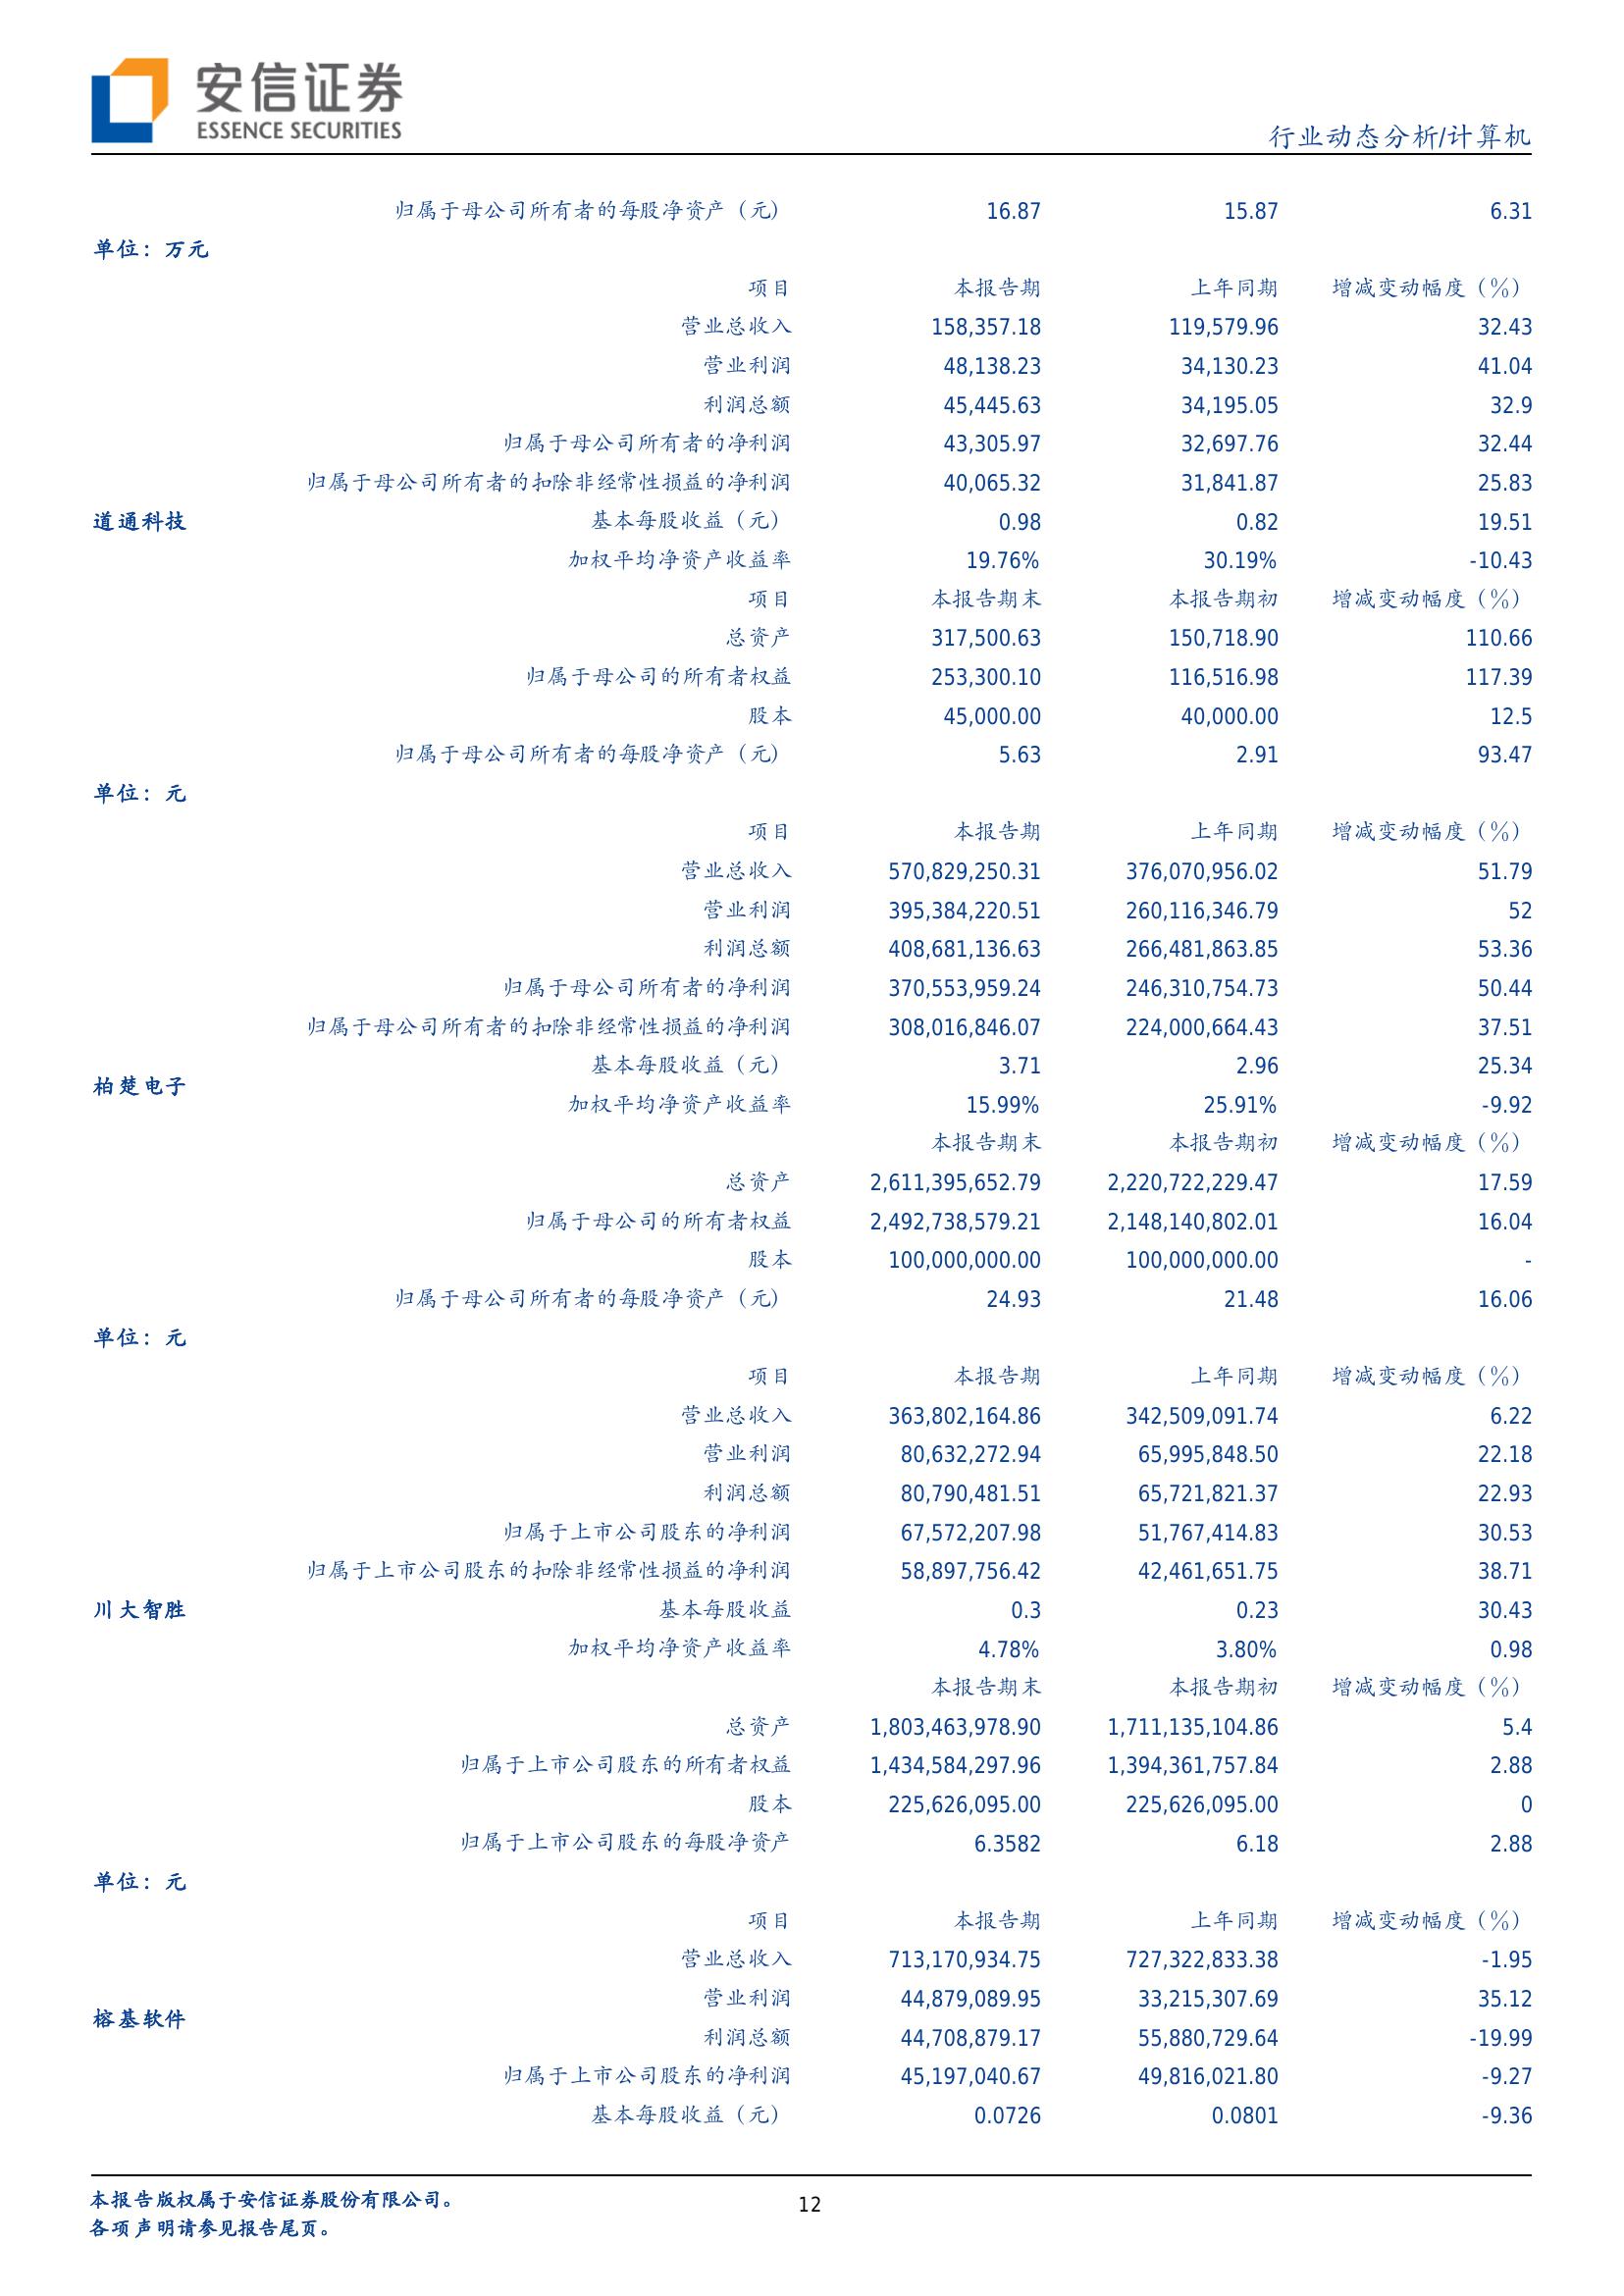 安信证券
ESSENCE SECURITIES
行业动态分析/计算机
归属于母公司所有者的每股净资产（元） 16.87 15.87 6.31
单位：万元
项目 本报告期 上年同期 增减变动幅度（%）
营业总收入 158,357.18 119,579.96 32.43
营业利润 48,138.23 34,130.23 41.04
利润总额 45,445.63 34,195.05 32.9
归属于母公司所有者的净利润 43,305.97 32,697.76 32.44
归属于母公司所有者的扣除非经常性损益的净利润 40,065.32 31,841.87 25.83
道通科技 基本每股收益（元） 0.98 0.82 19.51
加权平均净资产收益率 19.76% 30.19% -10.43
项目 本报告期末 本报告期初 增减变动幅度（%）
总资产 317,500.63 150,718.90 110.66
归属于母公司的所有者权益 253,300.10 116,516.98 117.39
股本 45,000.00 40,000.00 12.5
归属于母公司所有者的每股净资产（元） 5.63 2.91 93.47
单位：元
项目 本报告期 上年同期 增减变动幅度（%）
营业总收入 570,829,250.31 376,070,956.02 51.79
营业利润 395,384,220.51 260,116,346.79 52
利润总额 408,681,136.63 266,481,863.85 53.36
归属于母公司所有者的净利润 370,553,959.24 246,310,754.73 50.44
归属于母公司所有者的扣除非经常性损益的净利润 308,016,846.07 224,000,664.43 37.51
基本每股收益（元） 3.71 2.96 25.34
柏楚电子
加权平均净资产收益率 15.99% 25.91% -9.92
本报告期末 本报告期初 增减变动幅度（%）
总资产 2,611,395,652.79 2,220,722,229.47 17.59
归属于母公司的所有者权益 2,492,738,579.21 2,148,140,802.01 16.04
股本 100,000,000.00 100,000,000.00 -
归属于母公司所有者的每股净资产（元） 24.93 21.48 16.06
单位：元
项目 本报告期 上年同期 增减变动幅度（%）
营业总收入 363,802,164.86 342,509,091.74 6.22
营业利润 80,632,272.94 65,995,848.50 22.18
利润总额 80,790,481.51 65,721,821.37 22.93
归属于上市公司股东的净利润 67,572,207.98 51,767,414.83 30.53
归属于上市公司股东的扣除非经常性损益的净利润 58,897,756.42 42,461,651.75 38.71
川大智胜 基本每股收益 0.3 0.23 30.43
加权平均净资产收益率 4.78% 3.80% 0.98
本报告期末 本报告期初 增减变动幅度（%）
总资产 1,803,463,978.90 1,711,135,104.86 5.4
归属于上市公司股东的所有者权益 1,434,584,297.96 1,394,361,757.84 2.88
股本 225,626,095.00 225,626,095.00 0
归属于上市公司股东的每股净资产 6.3582 6.18 2.88
单位：元
项目 本报告期 上年同期 增减变动幅度（%）
营业总收入 713,170,934.75 727,322,833.38 -1.95
营业利润 44,879,089.95 33,215,307.69 35.12
榕基软件
利润总额 44,708,879.17 55,880,729.64 -19.99
归属于上市公司股东的净利润 45,197,040.67 49,816,021.80 -9.27
基本每股收益（元） 0.0726 0.0801 -9.36
本报告版权属于安信证券股份有限公司。
12
各项声明请参见报告尾页。